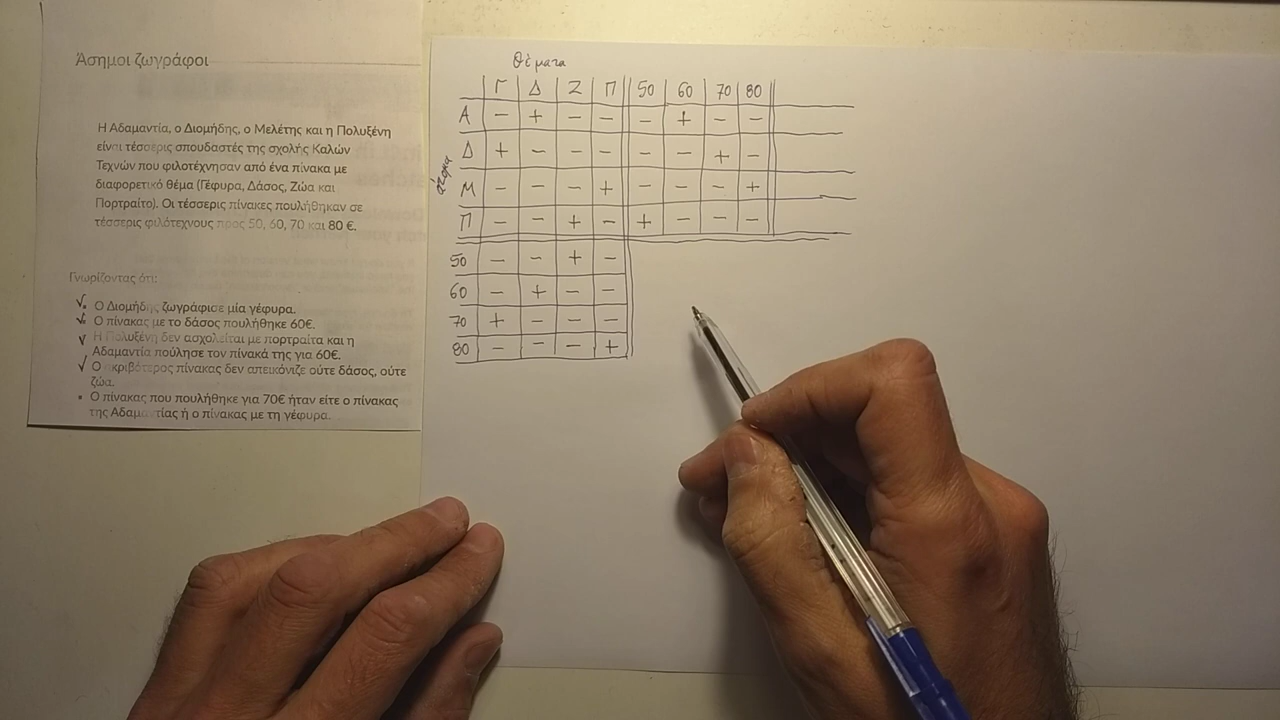 Άσημοι ζωγράφοι
Η Αδαμαντία, ο Διομήδης, ο Μελέτης και η Πολυξένη
είναι τέσσερις σπουδαστές της σχολής Καλών
Τεχνών που φιλοτέχνησαν από ένα πίνακα με
διαφορετικό θέμα (Γέφυρα, Δάσος, Ζώα και
Πορτραίτο). Οι τέσσερις πίνακες πουλήθηκαν σε
τέσσερις φιλότεχνους προς 50, 60, 70 και 80 €.
Γνωρίζοντας ότι:
✓ Ο Διομήδης ζωγράφισε μία γέφυρα.
✓ Ο πίνακας με το δάσος πουλήθηκε 60€.
✓ Η Πολυξένη δεν ασχολείται με πορτραίτα και η
Αδαμαντία πούλησε τον πίνακά της για 60€.
✓ Ο ακριβότερος πίνακας δεν απεικόνιζε ούτε δάσος, ούτε
ζώα.
▪ Ο πίνακας που πουλήθηκε για 70€ ήταν είτε ο πίνακας
της Αδαμαντίας ή ο πίνακας με τη γέφυρα.
Θέματα
Γ Δ Ζ Π 50 60 70 80
άτομα
Α − + − − − + − −
Δ + − − − − − + −
Μ − − − + − − − +
Π − − + − + − − −
50 − − + −
60 − + − −
70 + − − −
80 − − − +